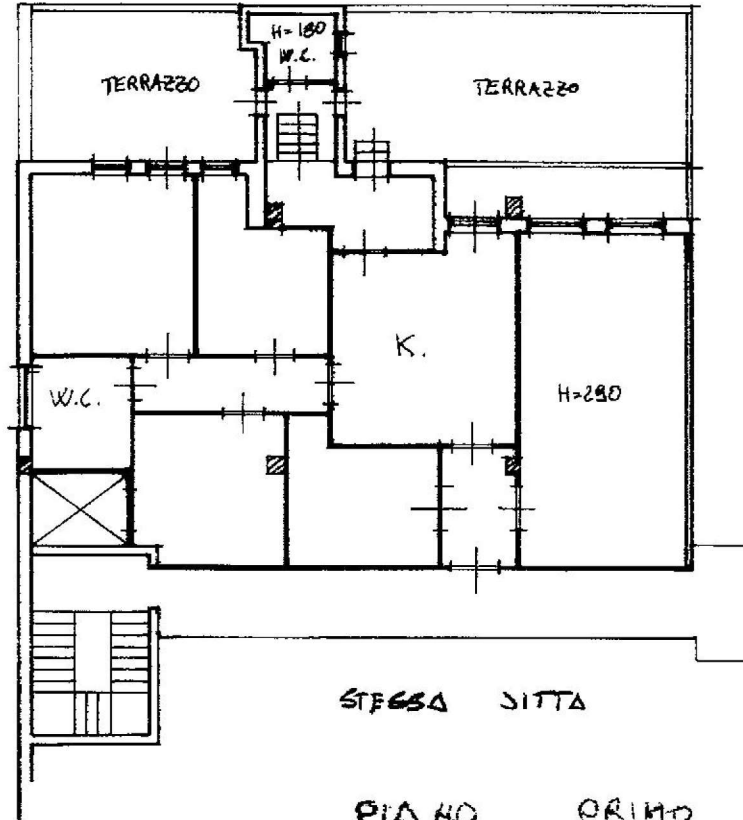 H=180
W.C.
TERRAZZO
TERRAZZO
K.
W.C.
H=290
STESSA DITTA
PIANO PRIMO